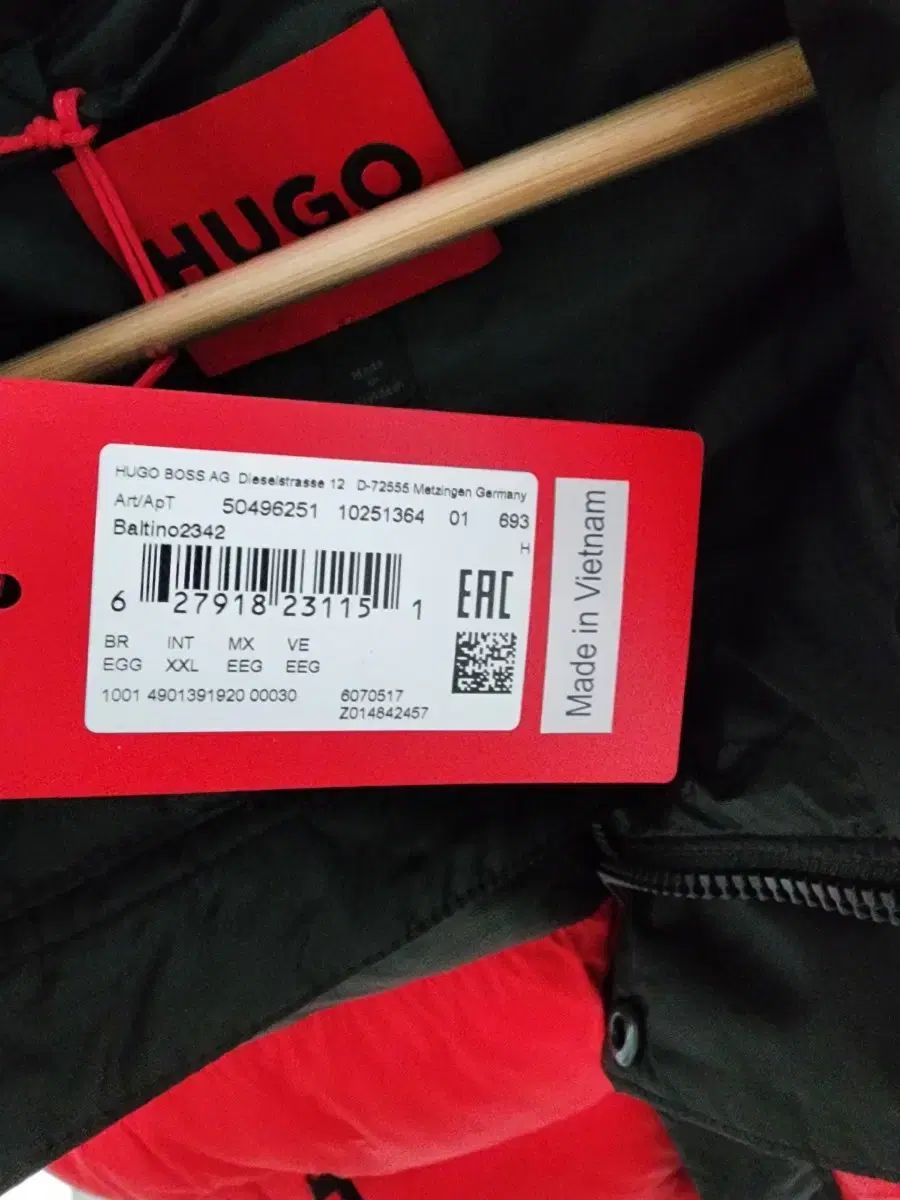 HUGO
HUGO BOSS AG Dieselstrasse 12 D-72555 Metzingen Germany
Art/ApT 50496251 10251364 01 693
Baltino2342 H
6 27918 23115 1
EAC
BR INT MX VE
EGG XXL EEG EEG
1001 4901391920 00030 6070517
Z014842457
Made in Vietnam